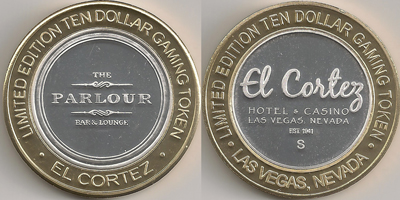 LIMITED EDITION TEN DOLLAR GAMING TOKEN
THE
PARLOUR
BAR & LOUNGE
• EL CORTEZ •
LIMITED EDITION TEN DOLLAR GAMING TOKEN
El Cortez
HOTEL & CASINO
LAS VEGAS, NEVADA
EST. 1941
S
• LAS VEGAS, NEVADA •